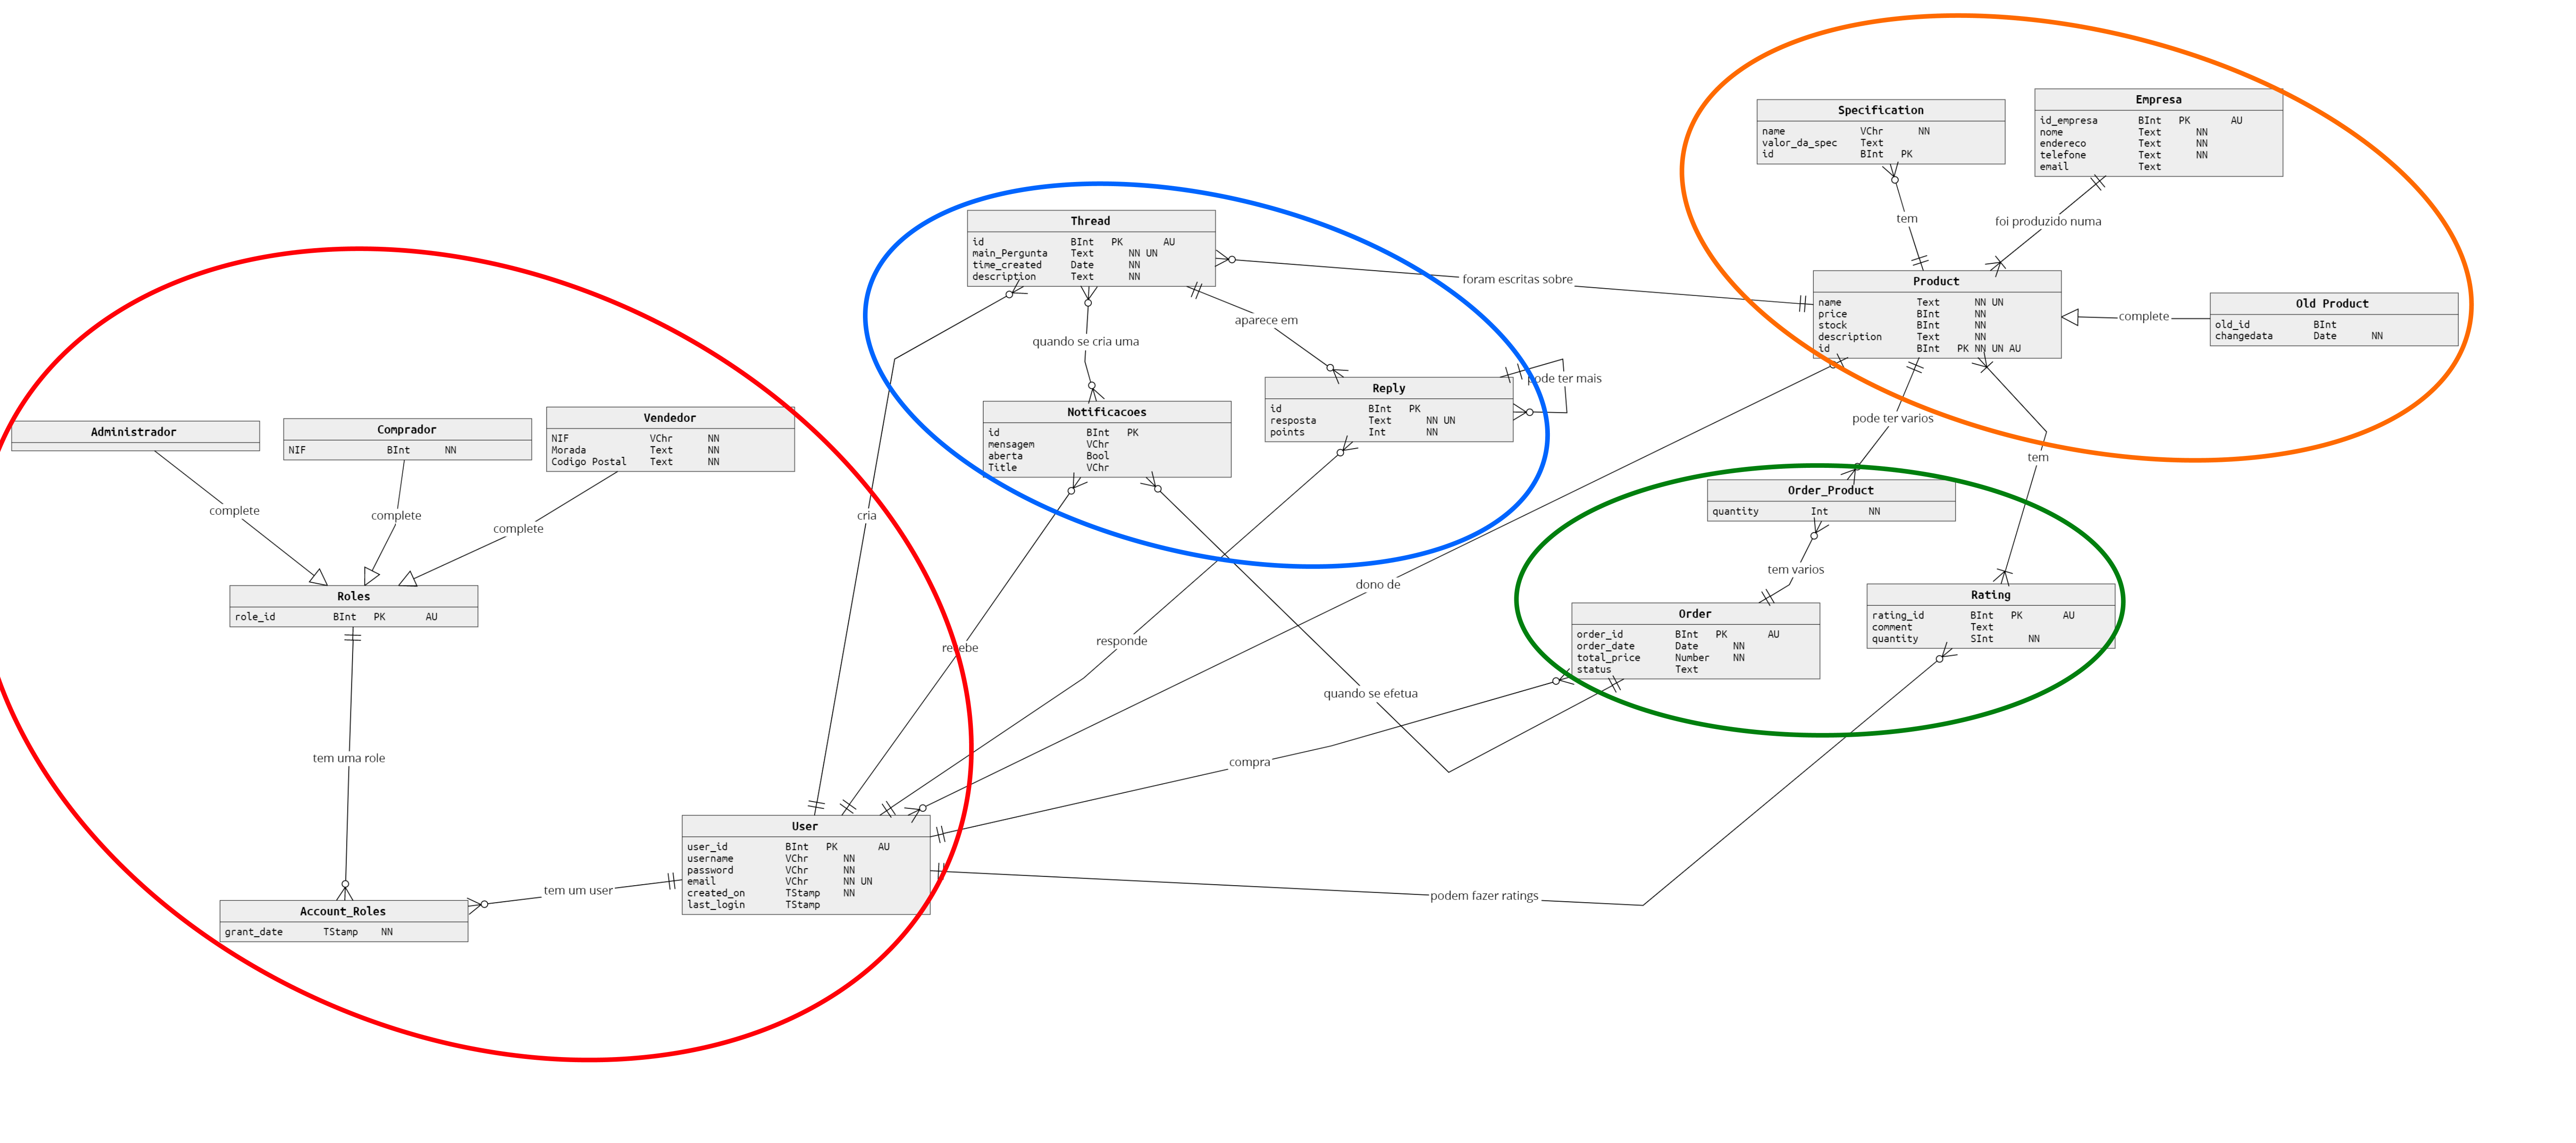 Specification
name VChr NN
valor_da_spec Text
id BInt PK
Empresa
id_empresa BInt PK AU
nome Text NN
endereco Text NN
telefone Text NN
email Text
tem
foi produzido numa
Thread
id BInt PK AU
main_Pergunta Text NN UN
time_created Date NN
description Text NN
foram escritas sobre
Product
name Text NN UN
price BInt NN
stock BInt NN
description Text NN
id BInt PK NN UN AU
complete
Old Product
old_id BInt
changedata Date NN
quando se cria uma
aparece em
pode ter mais
Reply
id BInt PK
resposta Text NN UN
points Int NN
Notificacoes
id BInt PK
mensagem VChr
aberta Bool
Title VChr
Administrador
Comprador
NIF BInt NN
Vendedor
NIF VChr NN
Morada Text NN
Codigo Postal Text NN
pode ter varios
tem
complete
complete
complete
cria
Order_Product
quantity Int NN
tem varios
dono de
Roles
role_id BInt PK AU
Order
order_id BInt PK AU
order_date Date NN
total_price Number NN
status Text
Rating
rating_id BInt PK AU
comment Text
quantity SInt NN
recebe
responde
quando se efetua
tem uma role
compra
User
user_id BInt PK AU
username VChr NN
password VChr NN
email VChr NN UN
created_on TStamp NN
last_login TStamp
tem um user
podem fazer ratings
Account_Roles
grant_date TStamp NN